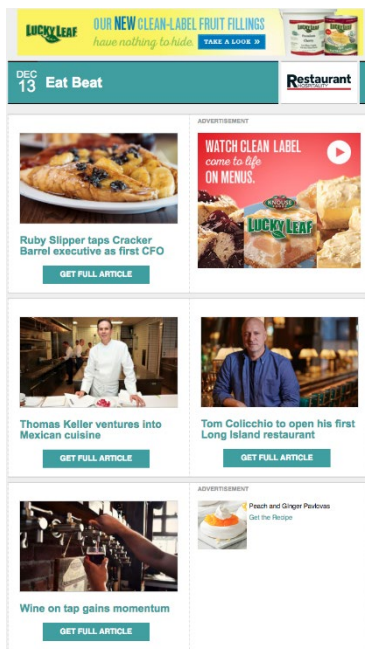 LUCKY LEAF
OUR NEW CLEAN-LABEL FRUIT FILLINGS
have nothing to hide.
TAKE A LOOK »
DEC
13
Eat Beat
Restaurant
HOSPITALITY
ADVERTISEMENT
WATCH CLEAN LABEL
come to life
ON MENUS.
KNOUSE
LUCKY LEAF
Ruby Slipper taps Cracker
Barrel executive as first CFO
GET FULL ARTICLE
Thomas Keller ventures into
Mexican cuisine
GET FULL ARTICLE
Tom Colicchio to open his first
Long Island restaurant
GET FULL ARTICLE
ADVERTISEMENT
Peach and Ginger Pavlovas
Get the Recipe
Wine on tap gains momentum
GET FULL ARTICLE